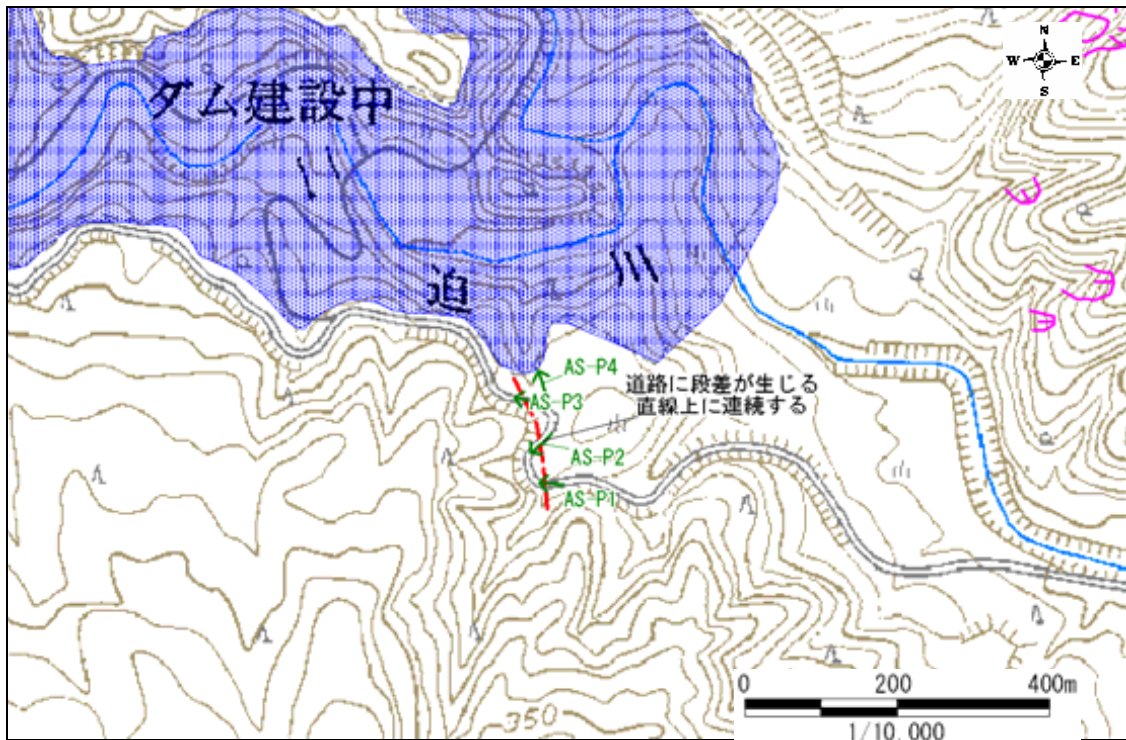 N
W E
S
ダム建設中
迫
川
AS-P4
道路に段差が生じる
直線上に連続する
AS-P3
AS-P2
AS-P1
350
0 200 400m
1/10,000